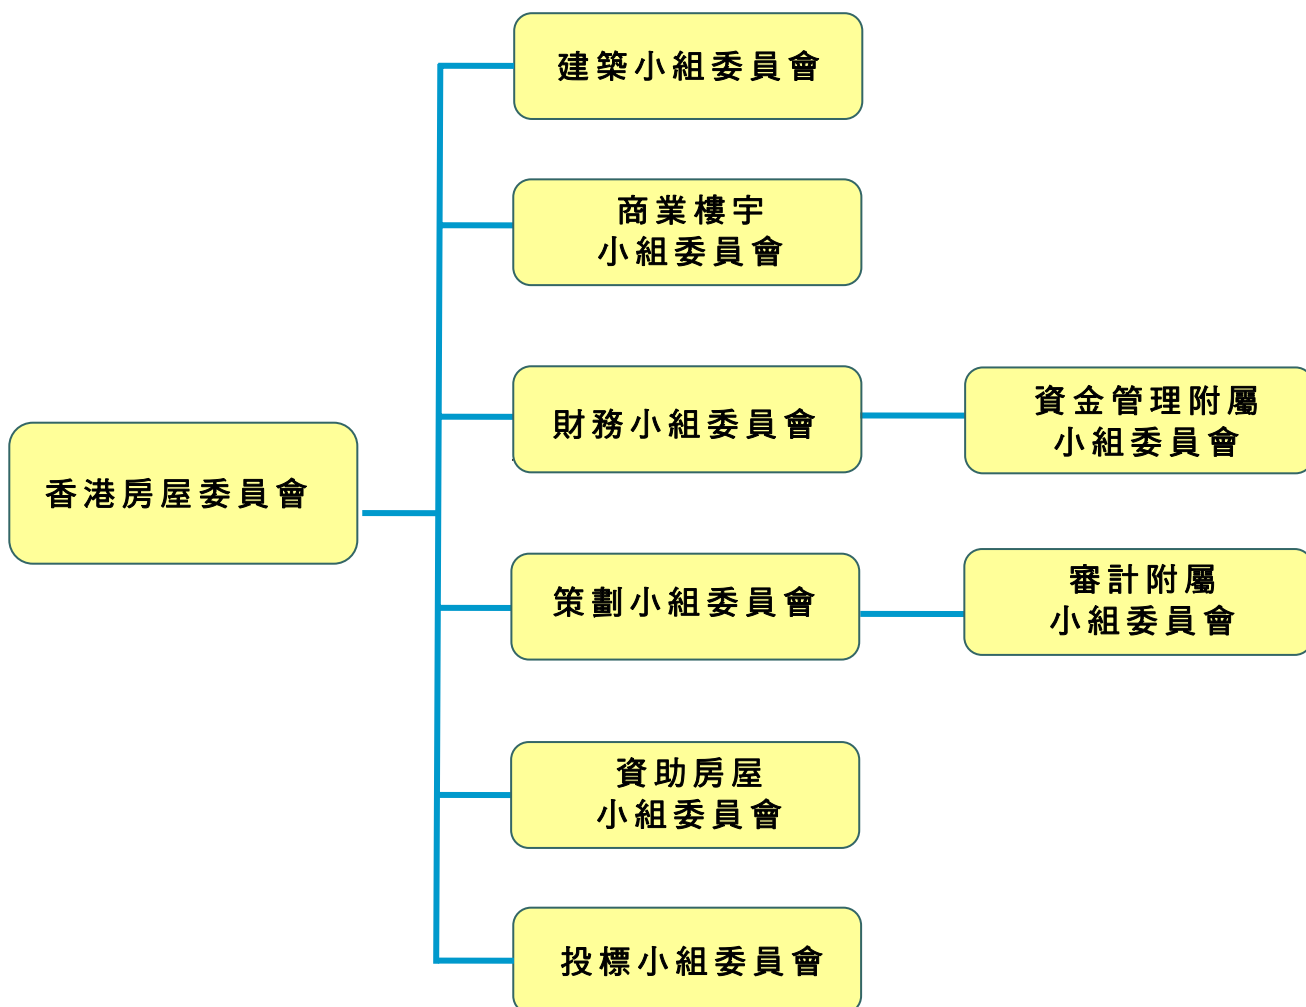 建築小組委員會
商業樓宇
小組委員會
財務小組委員會
資金管理附屬
小組委員會
香港房屋委員會
策劃小組委員會
審計附屬
小組委員會
資助房屋
小組委員會
投標小組委員會